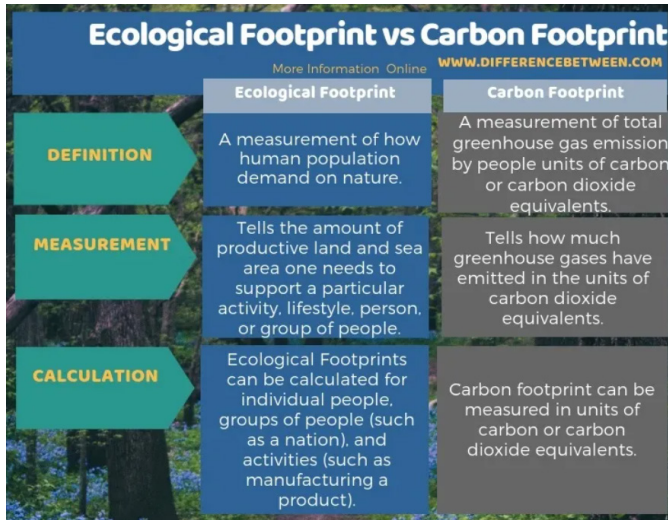 Ecological Footprint vs Carbon Footprint
More Information Online
WWW.DIFFERENCEBETWEEN.COM
Ecological Footprint
Carbon Footprint
DEFINITION
A measurement of how
human population
demand on nature.
A measurement of total
greenhouse gas emission
by people units of carbon
or carbon dioxide
equivalents.
MEASUREMENT
Tells the amount of
productive land and sea
area one needs to
support a particular
activity, lifestyle, person,
or group of people.
Tells how much
greenhouse gases have
emitted in the units of
carbon dioxide
equivalents.
CALCULATION
Ecological Footprints
can be calculated for
individual people,
groups of people (such
as a nation), and
activities (such as
manufacturing a
product).
Carbon footprint can be
measured in units of
carbon or carbon
dioxide equivalents.